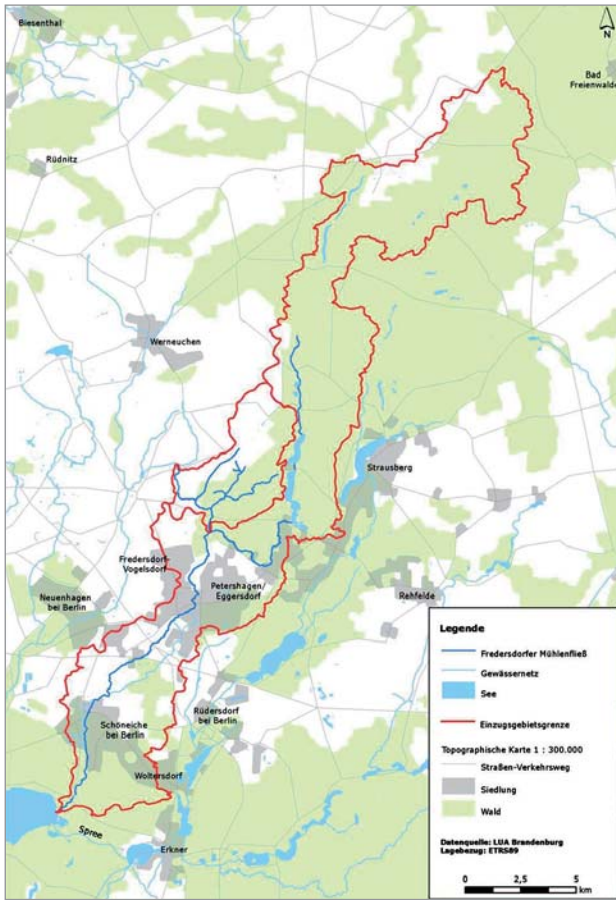 Biesenthal
N
Bad
Freienwalde
Rüdnitz
Werneuchen
Strausberg
Fredersdorf-
Vogelsdorf
Petershagen/
Eggersdorf
Neuenhagen
bei Berlin
Rehfelde
Rüdersdorf
bei Berlin
Schöneiche
bei Berlin
Woltersdorf
Spree
Erkner
Legende
Fredersdorfer Mühlenfließ
Gewässernetz
See
Einzugsgebietsgrenze
Topographische Karte 1 : 300.000
Straßen-Verkehrsweg
Siedlung
Wald
Datenquelle: LUA Brandenburg
Lagebezug: ETRS89
0 2,5 5
km